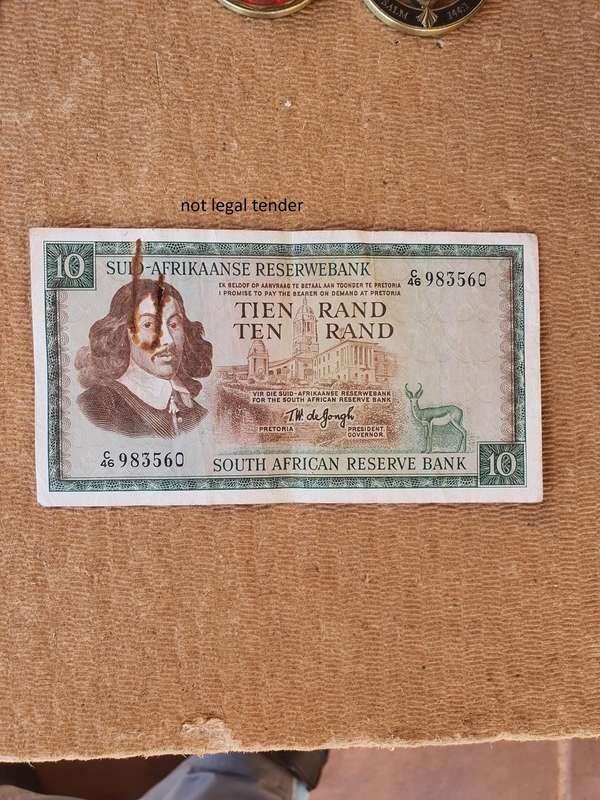 MALM 1443
not legal tender
10
SUID-AFRIKAANSE RESERWEBANK
C/46 983560
EK BELOOF OP AANVRAAG TE BETAAL AAN TOONDER TE PRETORIA
I PROMISE TO PAY THE BEARER ON DEMAND AT PRETORIA
TIEN RAND
TEN RAND
VIR DIE SUID-AFRIKAANSE RESERWEBANK
FOR THE SOUTH AFRICAN RESERVE BANK
T.W. de Jongh
PRETORIA
PRESIDENT.
GOVERNOR.
C/46 983560
SOUTH AFRICAN RESERVE BANK
10